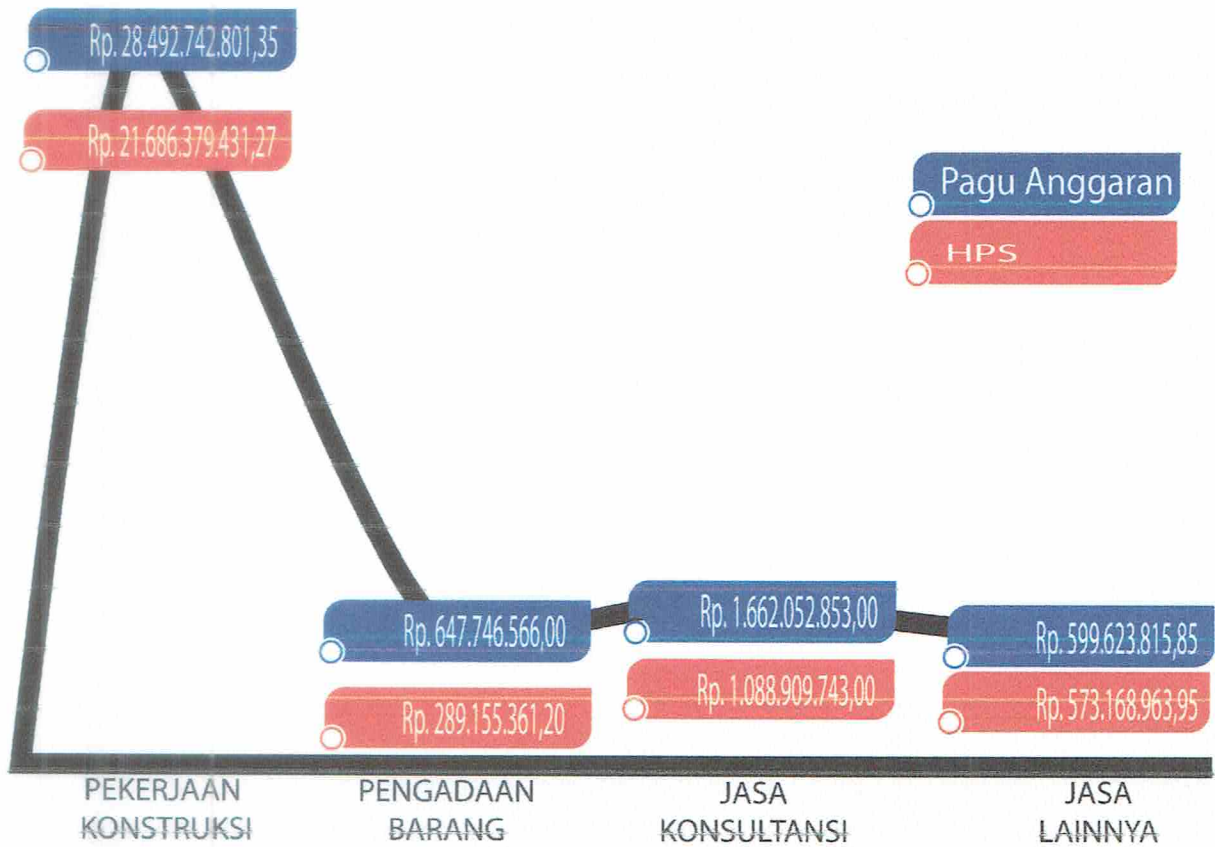 Rp. 28.492.742.801,35
Rp. 21.686.379.431,27
Pagu Anggaran
HPS
Rp. 647.746.566,00
Rp. 289.155.361,20
Rp. 1.662.052.853,00
Rp. 1.088.909.743,00
Rp. 599.623.815,85
Rp. 573.168.963,95
PEKERJAAN
KONSTRUKSI
PENGADAAN
BARANG
JASA
KONSULTANSI
JASA
LAINNYA